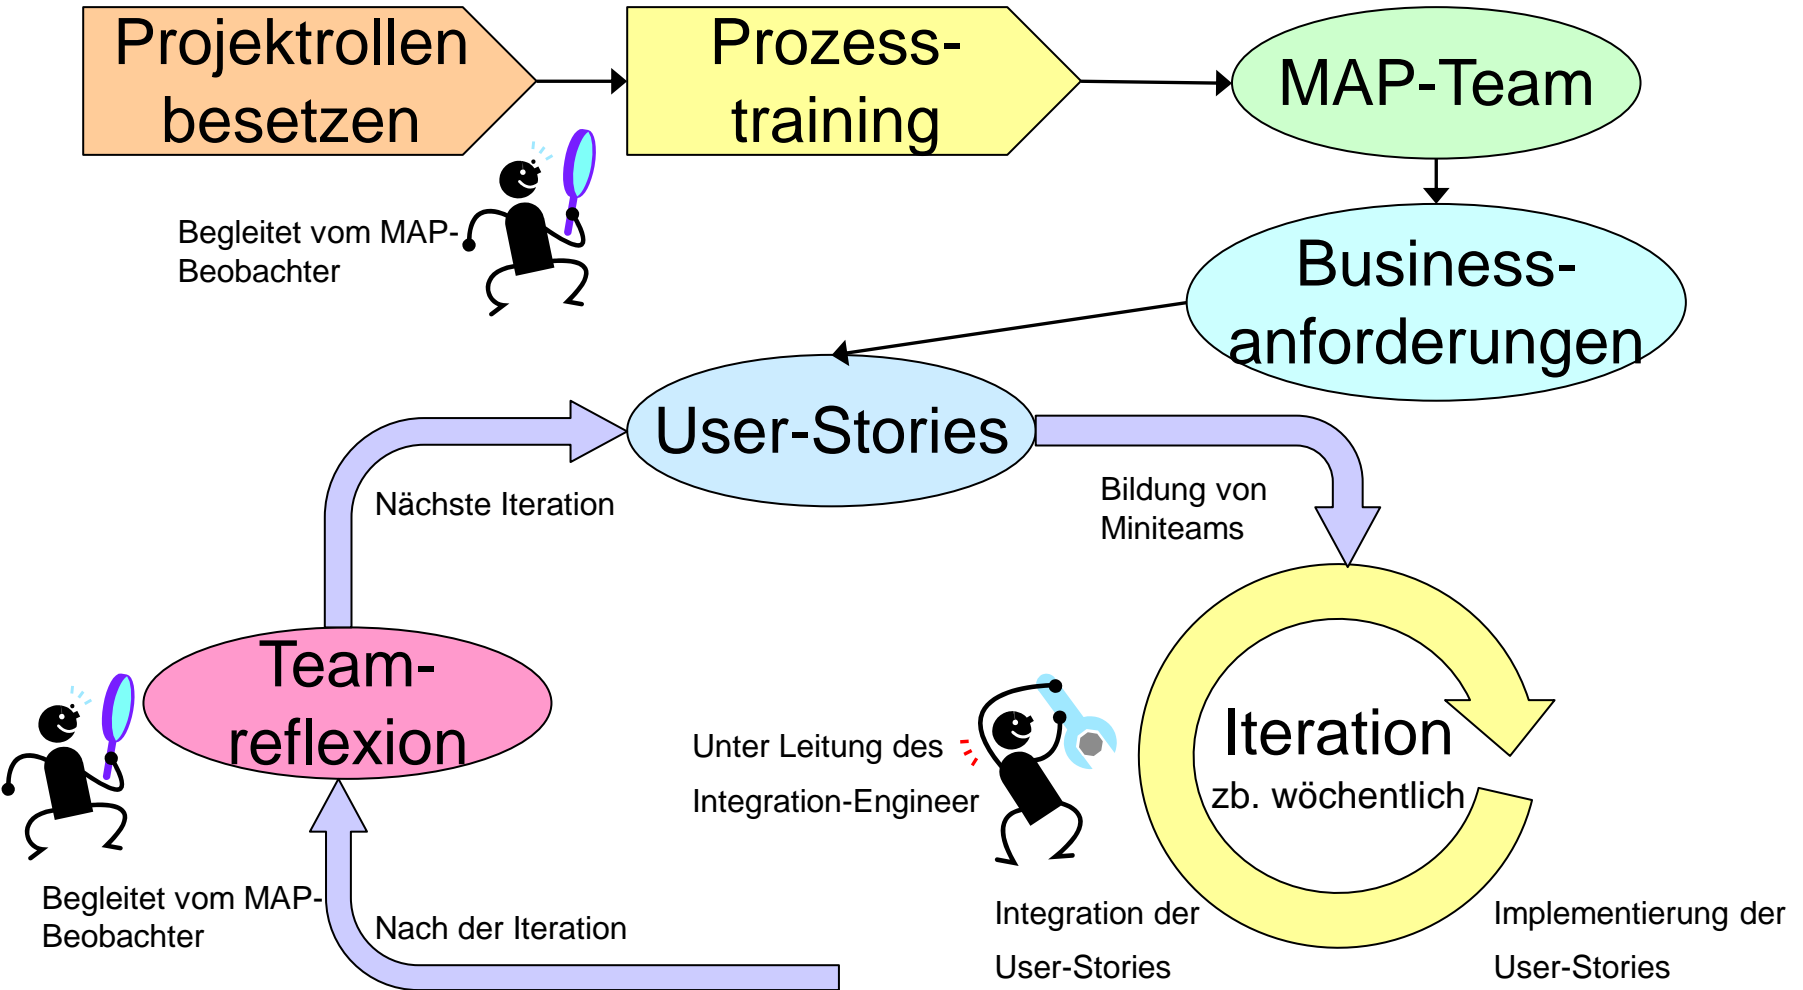 Projektrollen
besetzen
Prozess-
training
MAP-Team
Begleitet vom MAP-
Beobachter
Business-
anforderungen
User-Stories
Nächste Iteration
Bildung von
Miniteams
Team-
reflexion
Unter Leitung des
Integration-Engineer
Iteration
zb. wöchentlich
Begleitet vom MAP-
Beobachter
Nach der Iteration
Integration der
User-Stories
Implementierung der
User-Stories